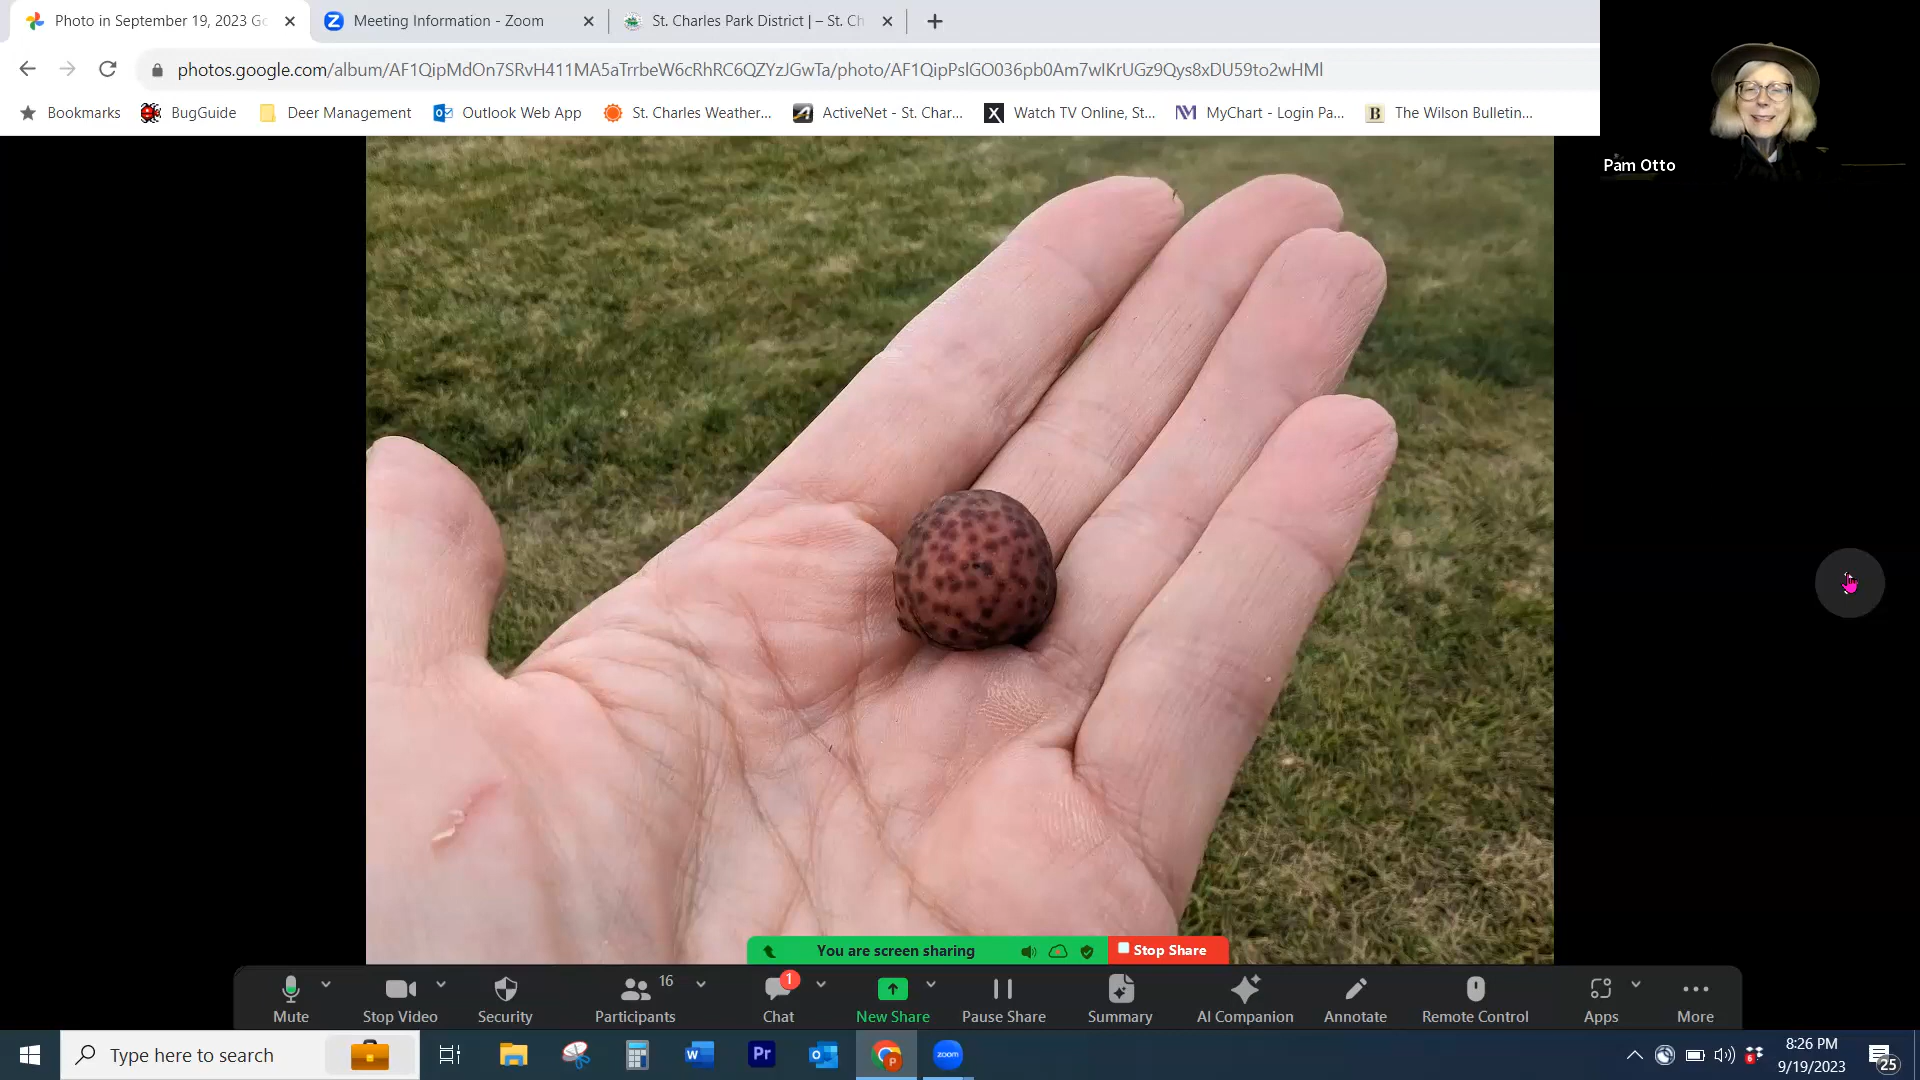 Photo in September 19, 2023 Go
Meeting Information - Zoom
St. Charles Park District | – St. Ch
photos.google.com/album/AF1QipMdOn7SRvH411MA5aTrrbeW6cRhRC6QZYzJGwTa/photo/AF1QipPslGO036pb0Am7wIKrUGz9Qys8xDU59to2wHMl
Bookmarks
BugGuide
Deer Management
Outlook Web App
St. Charles Weather...
ActiveNet - St. Char...
Watch TV Online, St...
MyChart - Login Pa...
The Wilson Bulletin...
Pam Otto
You are screen sharing
Stop Share
Mute
Stop Video
Security
16
Participants
1
Chat
New Share
Pause Share
Summary
AI Companion
Annotate
Remote Control
Apps
More
Type here to search
W
Pr
zoom
8:26 PM
9/19/2023
25